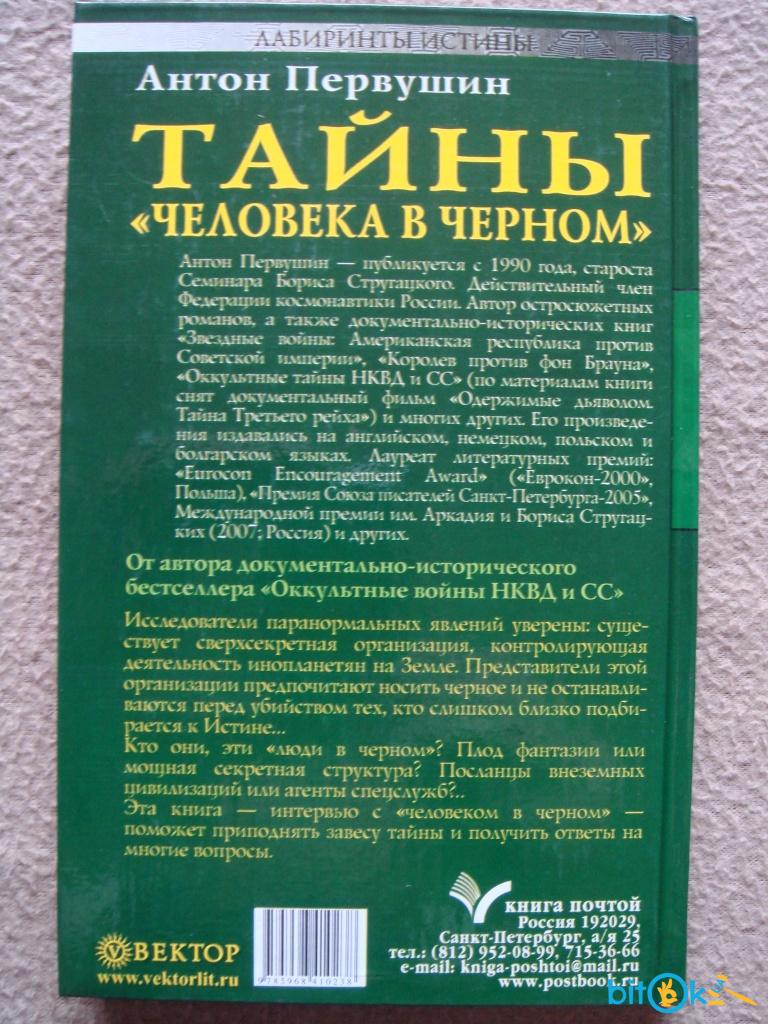 ЛАБИРИНТЫ ИСТИНЫ
Антон Первушин
ТАЙНЫ
«ЧЕЛОВЕКА В ЧЕРНОМ»
Антон Первушин — публикуется с 1990 года, староста
Семинара Бориса Стругацкого. Действительный член
Федерации космонавтики России. Автор остросюжетных
романов, а также документально-исторических книг
«Звездные войны: Американская республика против
Советской империи», «Королев против фон Брауна»,
«Оккультные тайны НКВД и СС» (по материалам книги
снят документальный фильм «Одержимые дьяволом.
Тайна Третьего рейха») и многих других. Его произведе-
ния издавались на английском, немецком, польском и
болгарском языках. Лауреат литературных премий:
«Eurocon Encouragement Award» («Еврокон-2000»,
Польша), «Премия Союза писателей Санкт-Петербурга-2005»,
Международной премии им. Аркадия и Бориса Стругац-
ких (2007; Россия) и других.
От автора документально-исторического
бестселлера «Оккультные войны НКВД и СС»
Исследователи паранормальных явлений уверены: суще-
ствует сверхсекретная организация, контролирующая
деятельность инопланетян на Земле. Представители этой
организации предпочитают носить черное и не останавли-
ваются перед убийством тех, кто слишком близко подби-
рается к Истине...
Кто они, эти «люди в черном»? Плод фантазии или
мощная секретная структура? Посланцы внеземных
цивилизаций или агенты спецслужб?..
Эта книга — интервью с «человеком в черном» —
поможет приподнять завесу тайны и получить ответы на
многие вопросы.
ВЕКТОР
www.vektorlit.ru
9785968410238
КНИГА ПОЧТОЙ
Россия 192029,
Санкт-Петербург, а/я 25
тел.: (812) 952-08-99, 715-36-66
e-mail: kniga-poshtoi@mail.ru
www.postbook.ru
bitOk